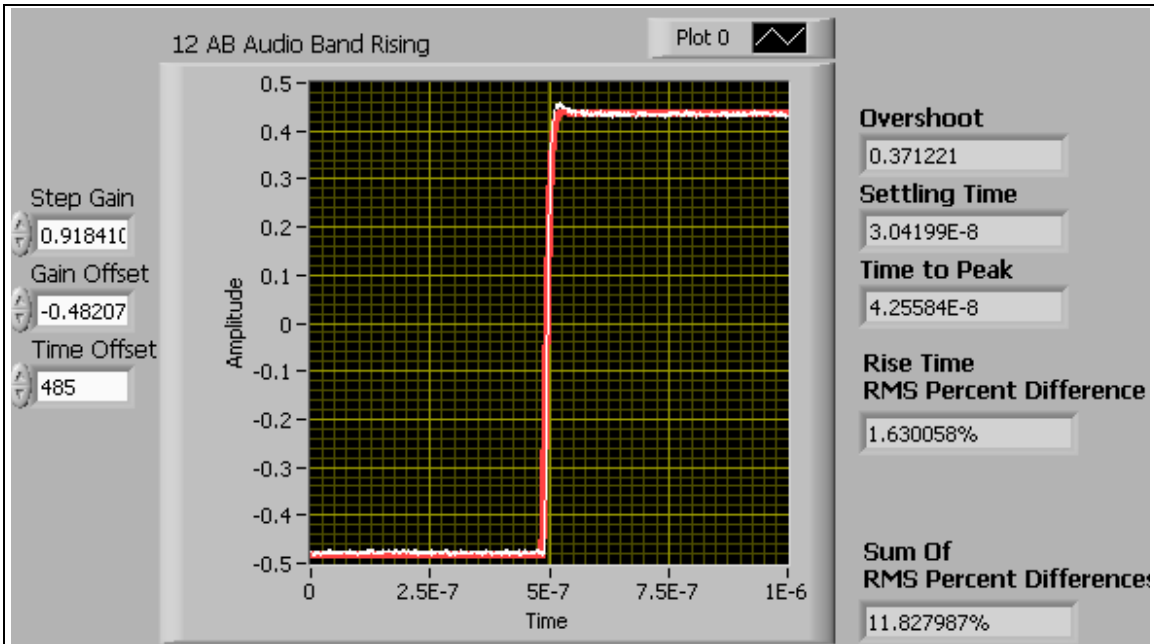 12 AB Audio Band Rising
Plot 0
Step Gain
0.918410
Gain Offset
-0.48207
Time Offset
485
Amplitude
0.5
0.4
0.3
0.2
0.1
0
-0.1
-0.2
-0.3
-0.4
-0.5
0
2.5E-7
5E-7
7.5E-7
1E-6
Time
Overshoot
0.371221
Settling Time
3.04199E-8
Time to Peak
4.25584E-8
Rise Time
RMS Percent Difference
1.630058%
Sum Of
RMS Percent Differences
11.827987%